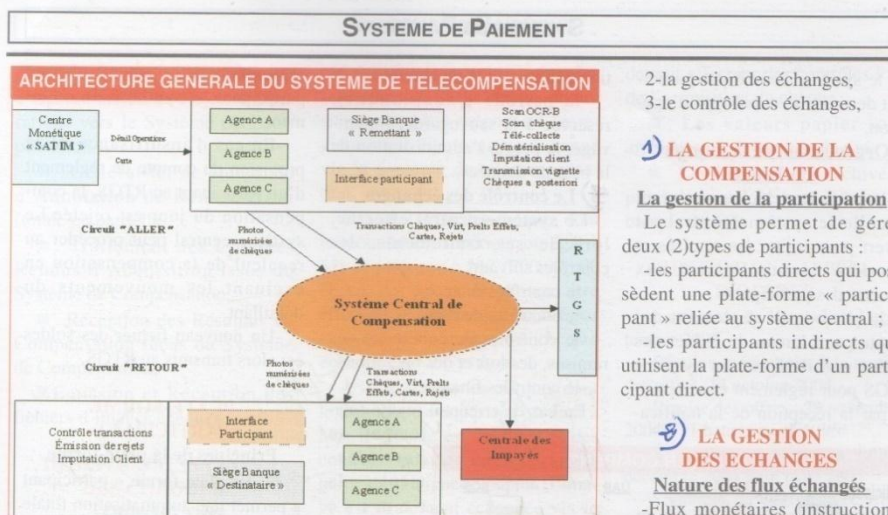 SYSTEME DE PAIEMENT
ARCHITECTURE GENERALE DU SYSTEME DE TELECOMPENSATION
Centre
Monétique
« SATIM »
Détail Operations
Carte
Agence A
Agence B
Agence C
Siège Banque
« Remettant »
Interface participant
Scan OCR-B
Scan chèque
Télé-collecte
Dématérialisation
Imputation client
Transmission vignette
Chèques a posteriori
Circuit "ALLER"
Photos
numérisées
de chèques
Transactions Chèques, Virt, Prelts Effets,
Carte, Rejets
R
T
G
S
Système Central de
Compensation
Circuit "RETOUR"
Photos
numérisées
de chèques
Transactions
Chèques, Virt, Prelts
Effets, Cartes, Rejets
Contrôle transactions
Émission de rejets
Imputation Client
Interface
Participant
Siège Banque
« Destinataire »
Agence A
Agence B
Agence C
Centrale des
Impayés
2-la gestion des échanges,
3-le contrôle des échanges,
1) LA GESTION DE LA
COMPENSATION
La gestion de la participation
Le système permet de gére
deux (2)types de participants :
-les participants directs qui pos
sèdent une plate-forme « partici
pant » reliée au système central ;
-les participants indirects qu
utilisent la plate-forme d'un parti
cipant direct.
2) LA GESTION
DES ECHANGES
Nature des flux échangés
-Flux monétaires (instruction